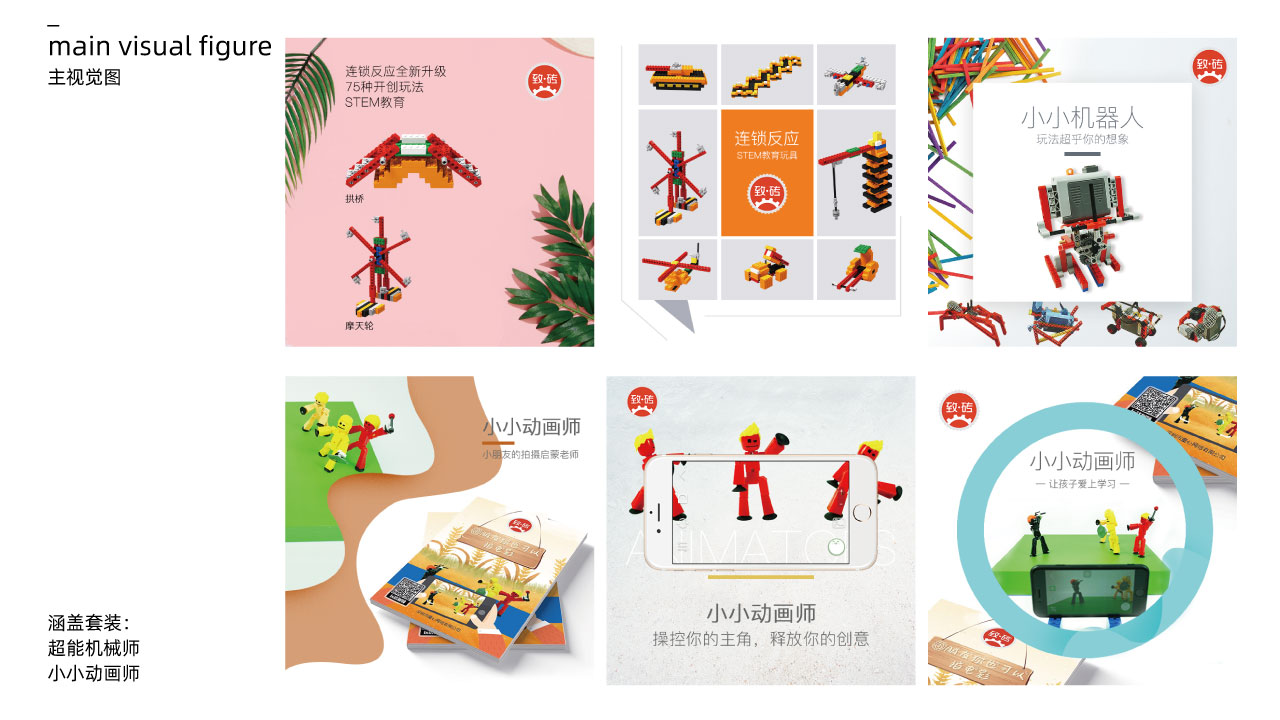 main visual figure
主视觉图
连锁反应全新升级
75种开创玩法
STEM教育
致·砖
拱桥
摩天轮
连锁反应
STEM教育玩具
致·砖
致·砖
小小机器人
玩法超乎你的想象
小小动画师
小朋友的拍摄启蒙老师
致·砖
致·砖
ANIMATORS
小小动画师
操控你的主角，释放你的创意
致·砖
小小动画师
— 让孩子爱上学习 —
致·砖
涵盖套装：
超能机械师
小小动画师